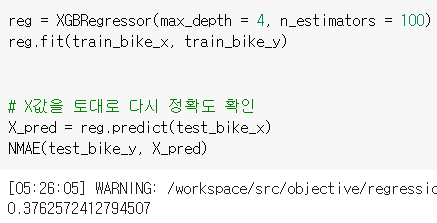 reg = XGBRegressor(max_depth = 4, n_estimators = 100)
reg.fit(train_bike_x, train_bike_y)
# X값을 토대로 다시 정확도 확인
X_pred = reg.predict(test_bike_x)
NMAE(test_bike_y, X_pred)
[05:26:05] WARNING: /workspace/src/objective/regressic
0.3762572412794507